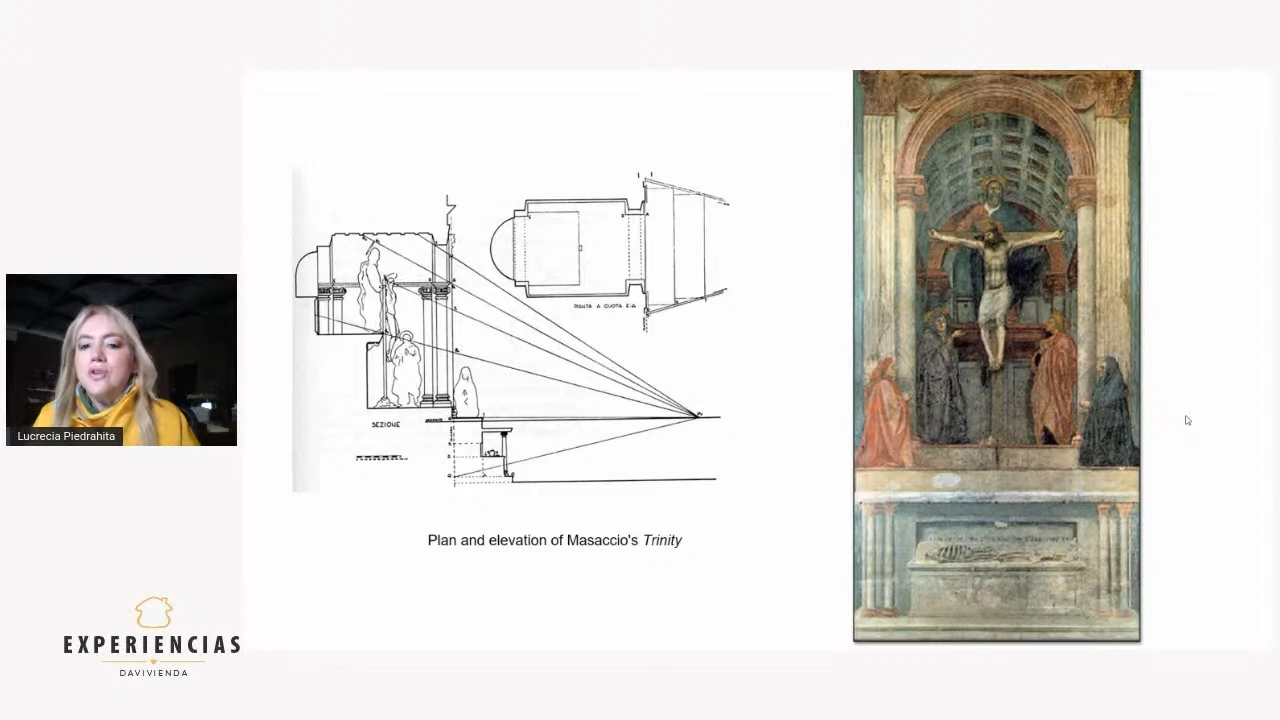 PIANTA A QUOTA E-A
SEZIONE
Plan and elevation of Masaccio's Trinity
Lucrecia Piedrahita
EXPERIENCIAS
DAVIVIENDA